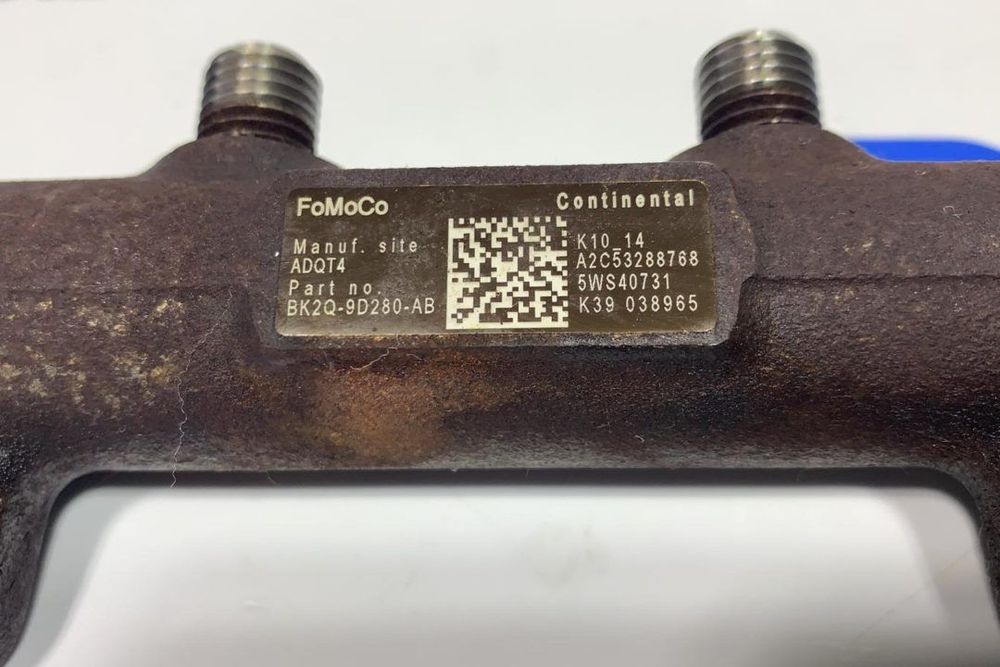 FoMoCo
Manuf. site
ADQT4
Part no.
BK2Q-9D280-AB
Continental
K10_14
A2C53288768
5WS40731
K39 038965